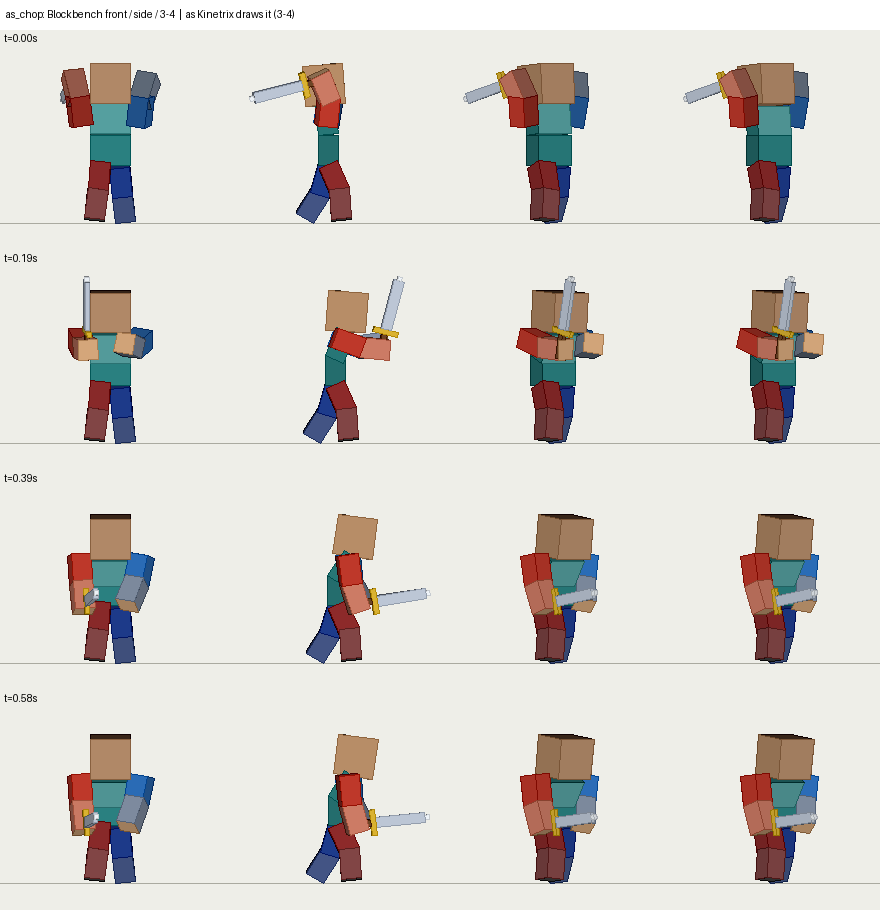 as_chop: Blockbench front / side / 3-4 | as Kinetrix draws it (3-4)
t=0.00s
t=0.19s
t=0.39s
t=0.58s